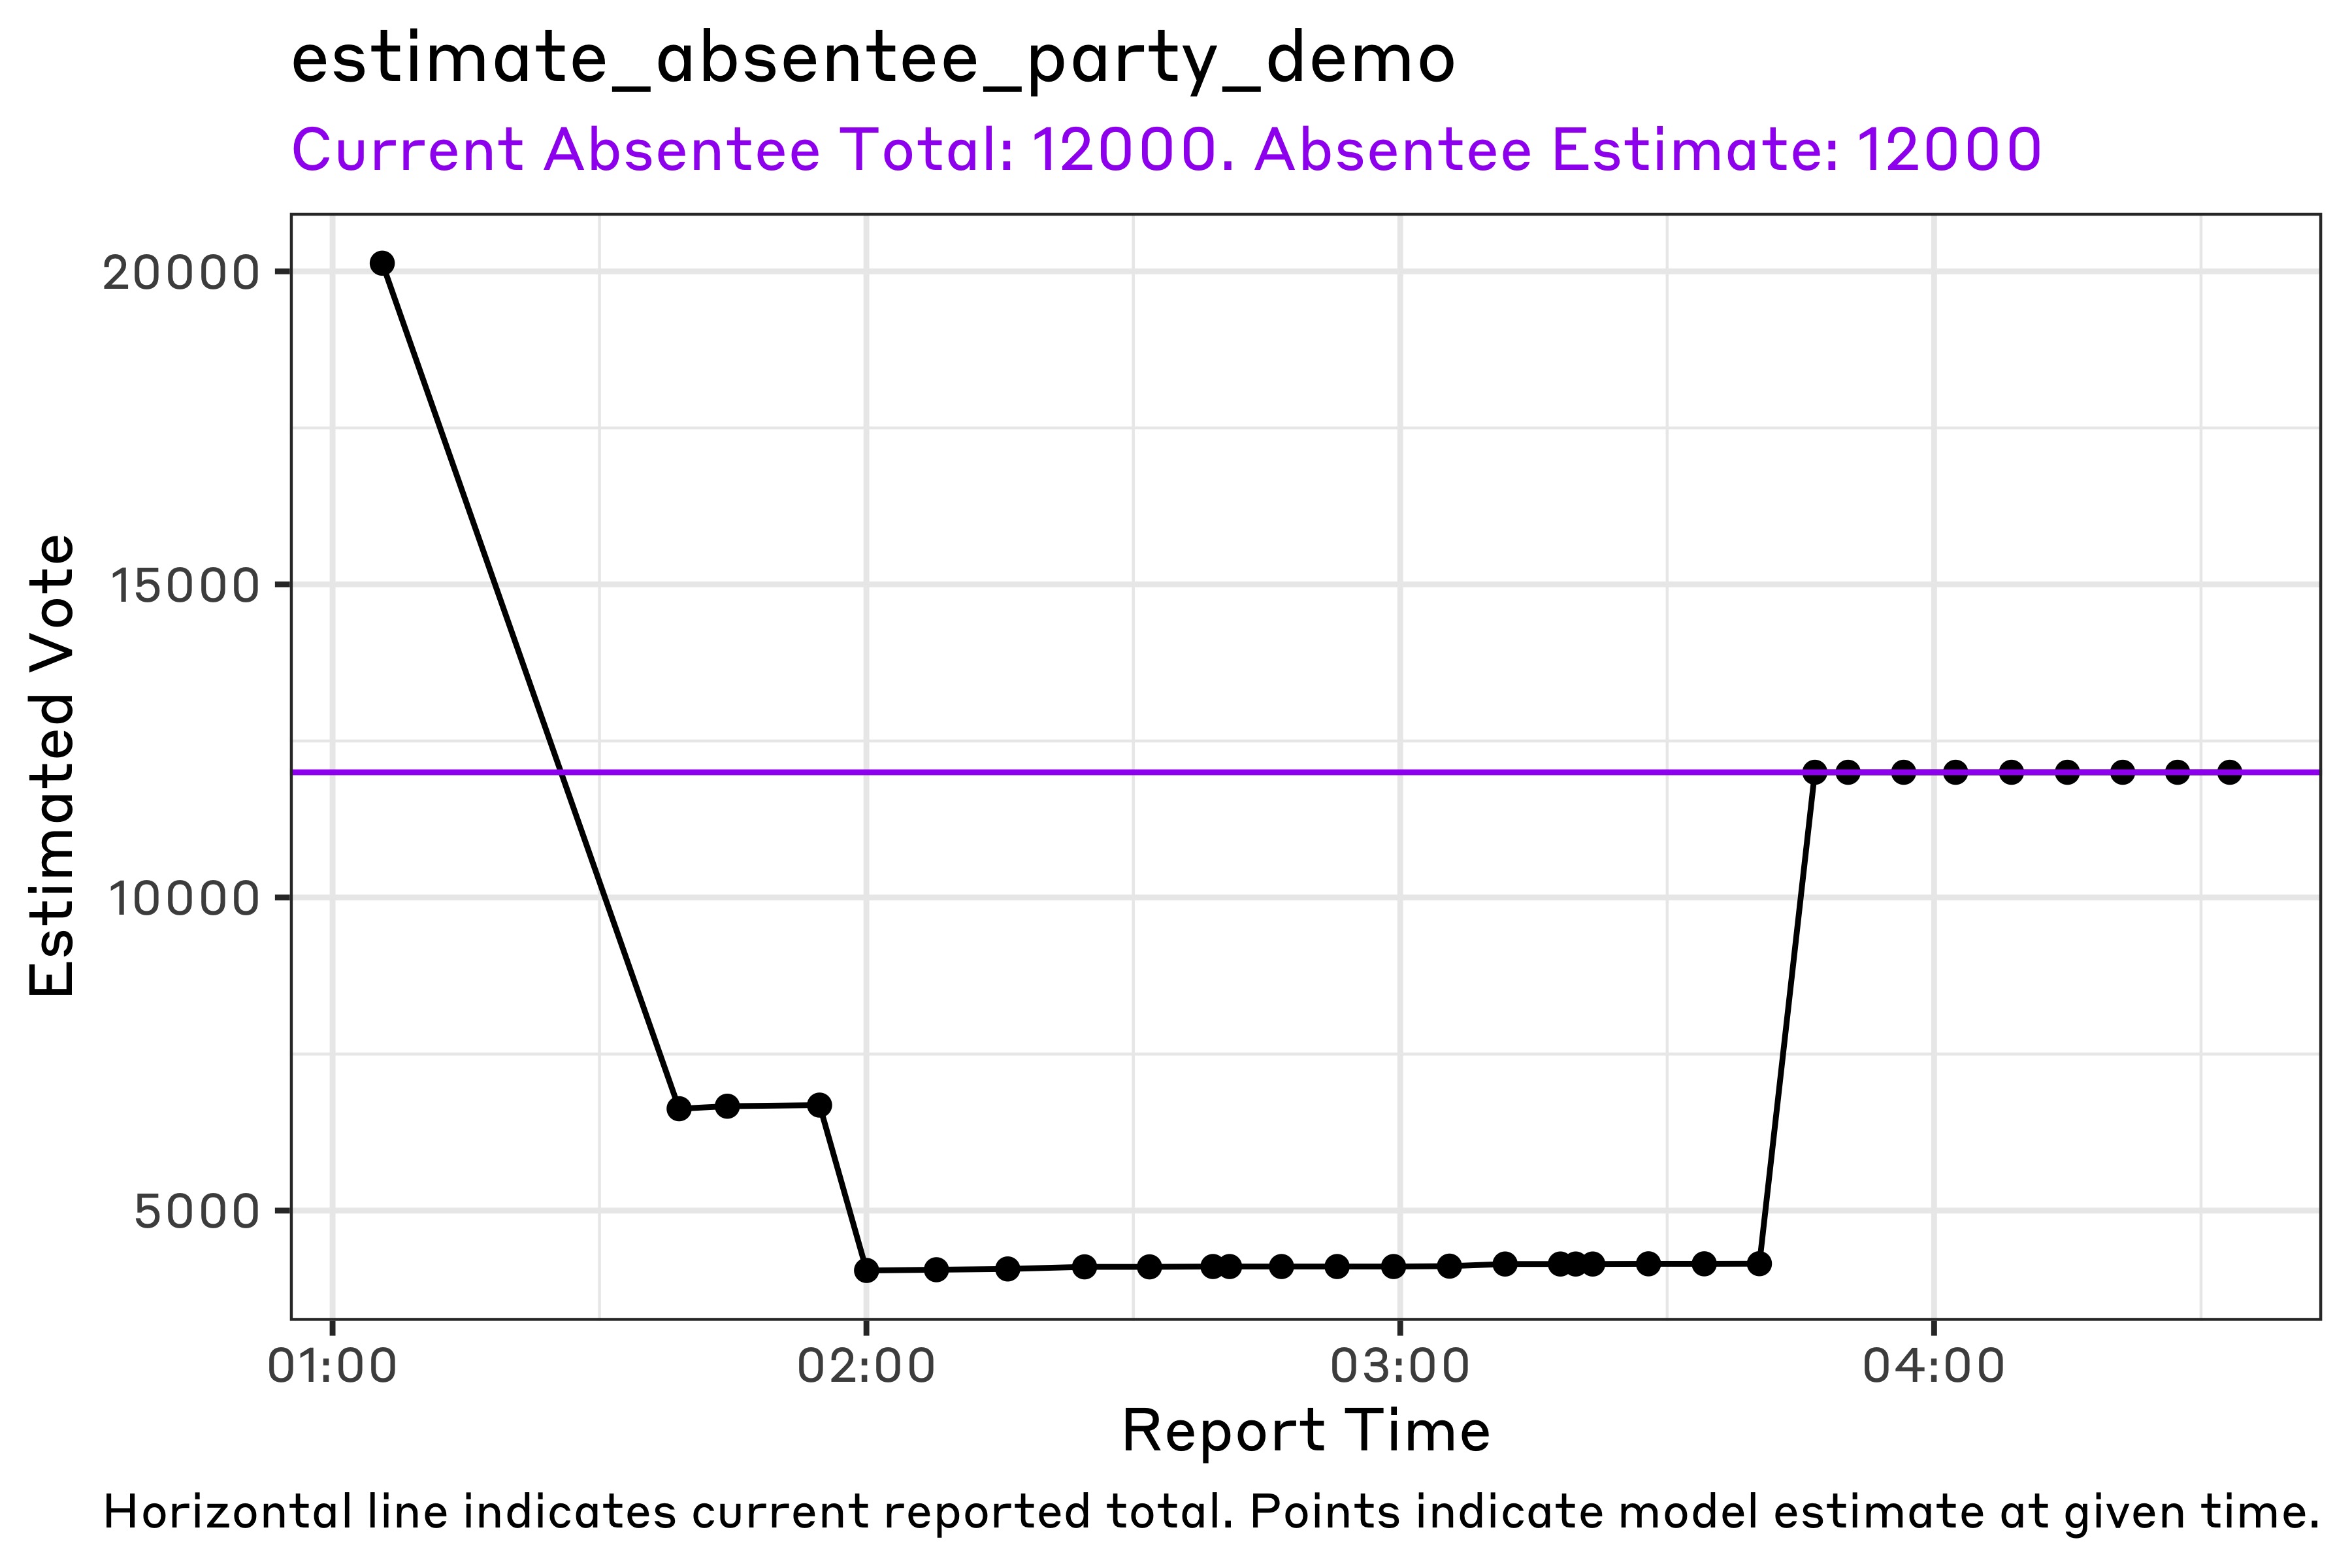 estimate_absentee_party_demo
Current Absentee Total: 12000. Absentee Estimate: 12000
Estimated Vote
20000
15000
10000
5000
01:00 02:00 03:00 04:00
Report Time
Horizontal line indicates current reported total. Points indicate model estimate at given time.